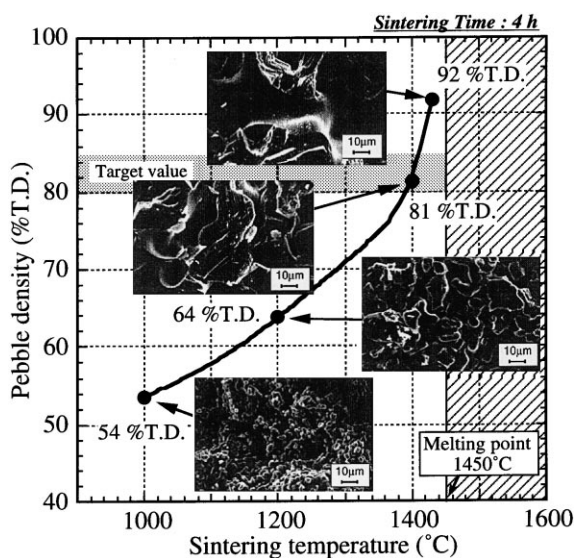 Sintering Time : 4 h
100
90
80
70
60
50
40
Pebble density (%T.D.)
92 %T.D.
10μm
Target value
81 %T.D.
10μm
64 %T.D.
10μm
54 %T.D.
10μm
Melting point
1450˚C
1000
1200
1400
1600
Sintering temperature (˚C)